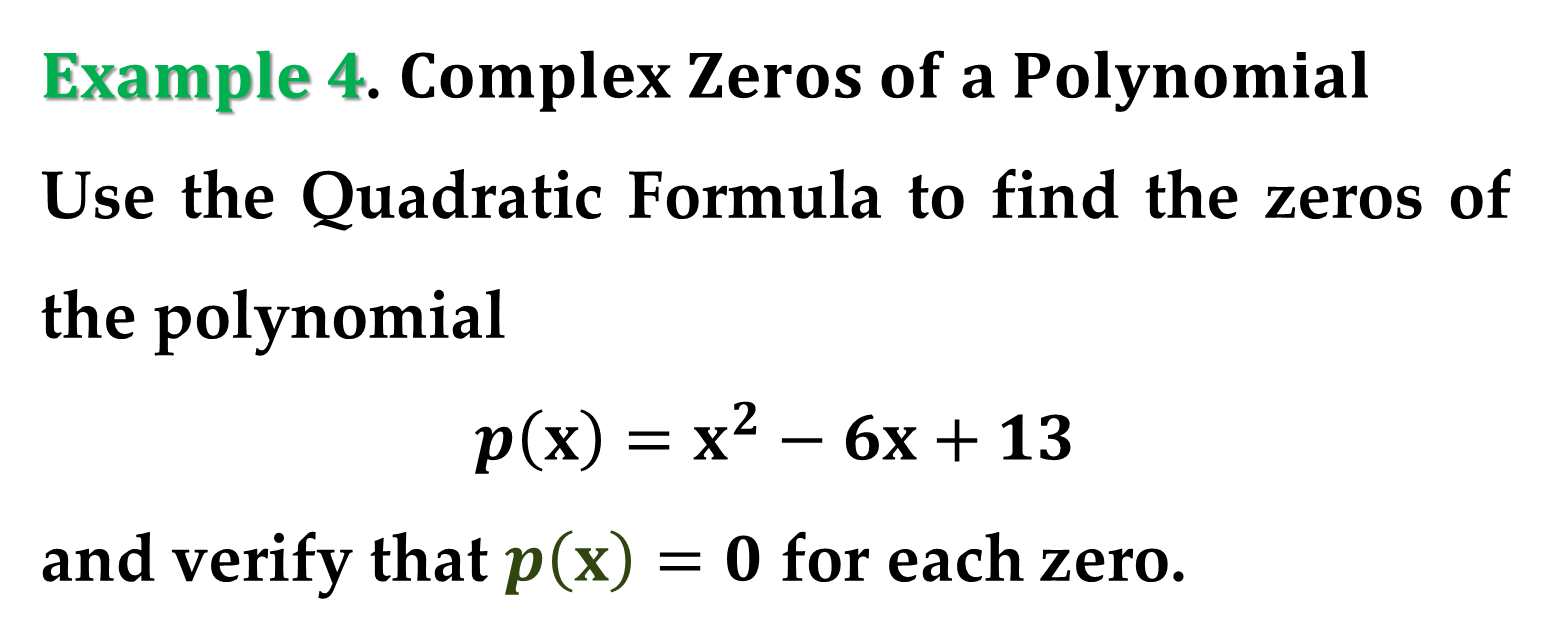 Example 4. Complex Zeros of a Polynomial
Use the Quadratic Formula to find the zeros of
the polynomial
p(x) = x² − 6x + 13
and verify that p(x) = 0 for each zero.